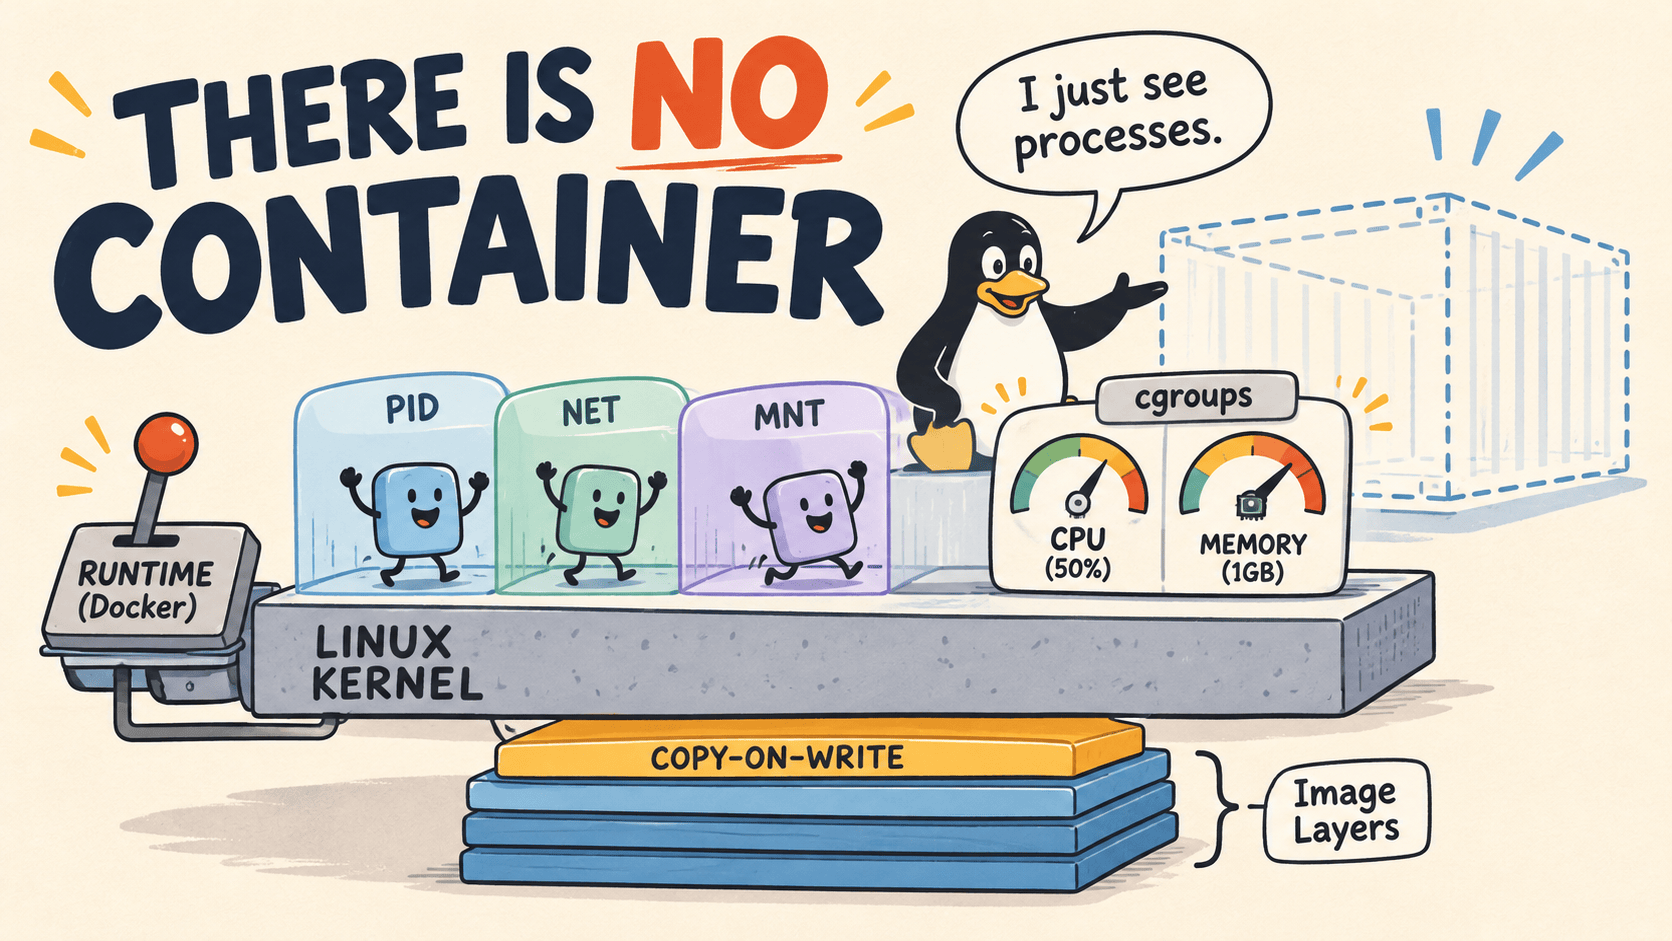 THERE IS NO
CONTAINER
I just see
processes.
PID
NET
MNT
cgroups
CPU
(50%)
MEMORY
(1GB)
RUNTIME
(Docker)
LINUX
KERNEL
COPY-ON-WRITE
Image
Layers